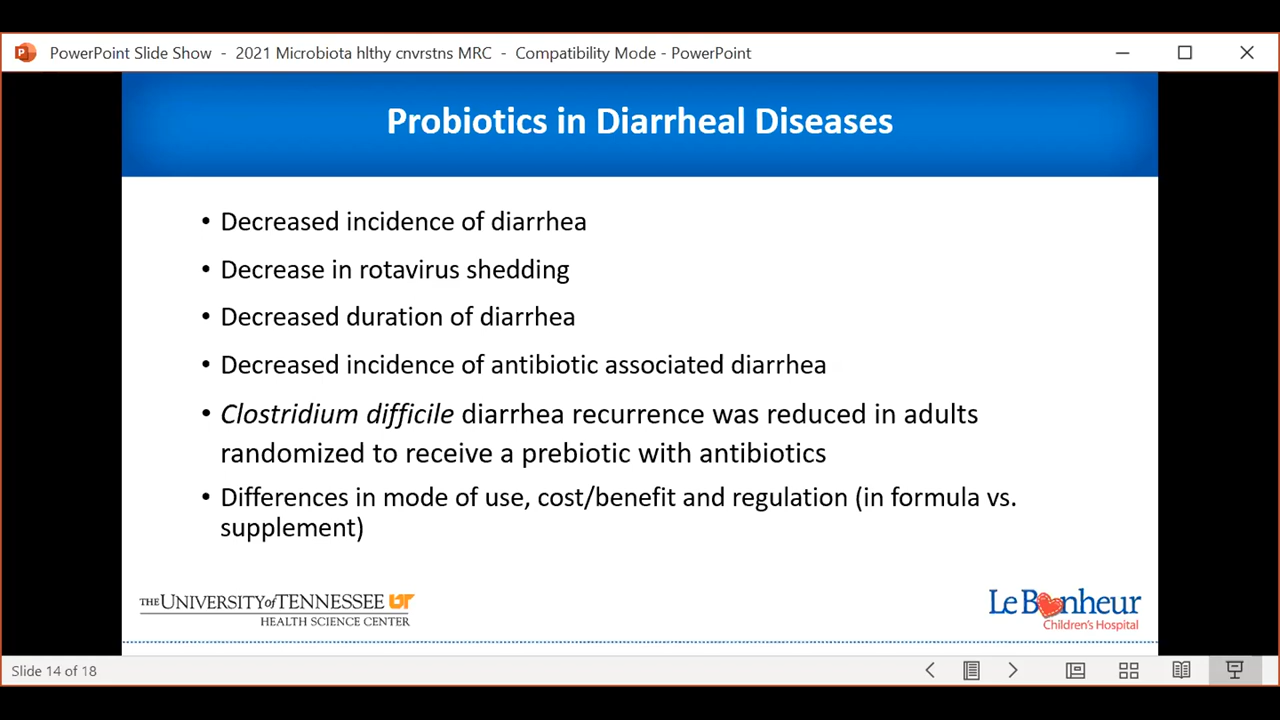 PowerPoint Slide Show - 2021 Microbiota hlthy cnvrstns MRC - Compatibility Mode - PowerPoint
Probiotics in Diarrheal Diseases
• Decreased incidence of diarrhea
• Decrease in rotavirus shedding
• Decreased duration of diarrhea
• Decreased incidence of antibiotic associated diarrhea
• Clostridium difficile diarrhea recurrence was reduced in adults
randomized to receive a prebiotic with antibiotics
• Differences in mode of use, cost/benefit and regulation (in formula vs.
supplement)
THE UNIVERSITY of TENNESSEE UT
HEALTH SCIENCE CENTER
Le Bonheur
Children's Hospital
Slide 14 of 18